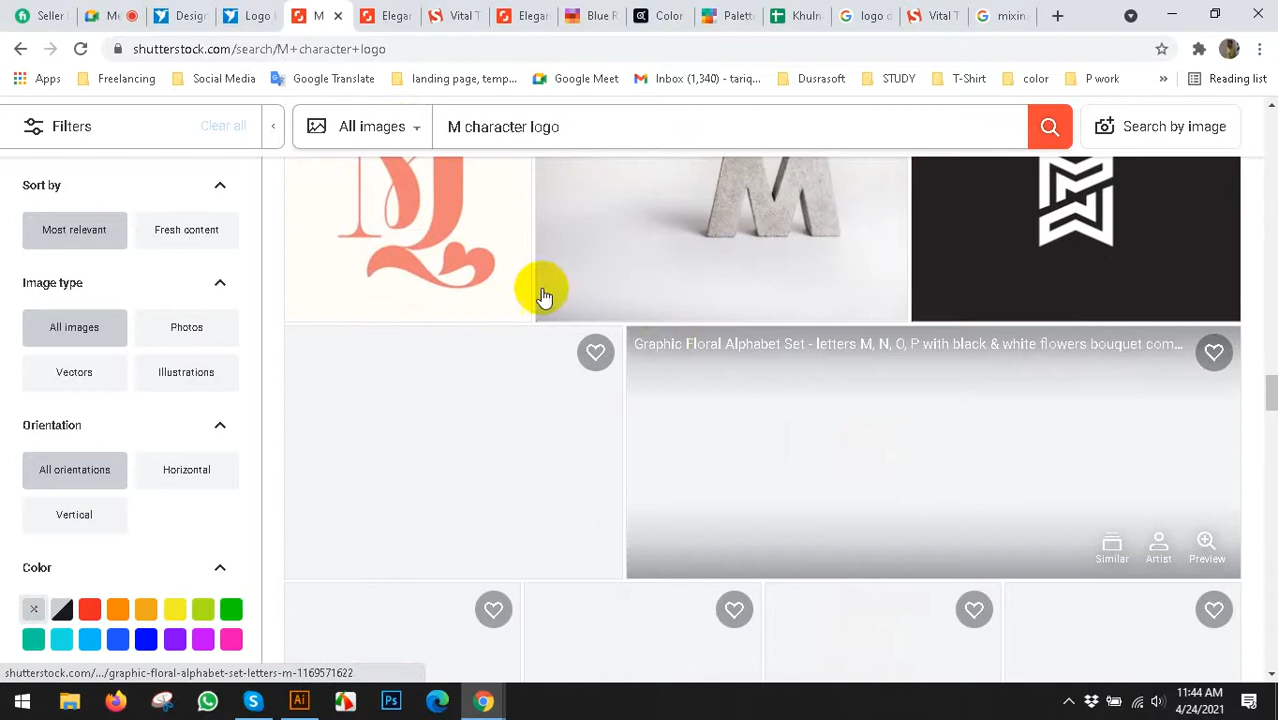 Seller
Me
Design
Logo
M
Elegar
Vital T
Elegar
Blue R
Color
Palett
Khuln
logo d
Vital T
mixin
shutterstock.com/search/M+character+logo
Apps
Freelancing
Social Media
Google Translate
landing page, temp...
Google Meet
Inbox (1,340) - tariq...
Dusrasoft
STUDY
T-Shirt
color
P work
Reading list
Filters
Clear all
All images
M character logo
Search by image
Sort by
Most relevant
Fresh content
Image type
All images
Photos
Vectors
Illustrations
Orientation
All orientations
Horizontal
Vertical
Color
M
Graphic Floral Alphabet Set - letters M, N, O, P with black & white flowers bouquet com...
Similar
Artist
Preview
shutterstock.com/.../graphic-floral-alphabet-set-letters-m-1169571622
Ai
Ps
11:44 AM
4/24/2021